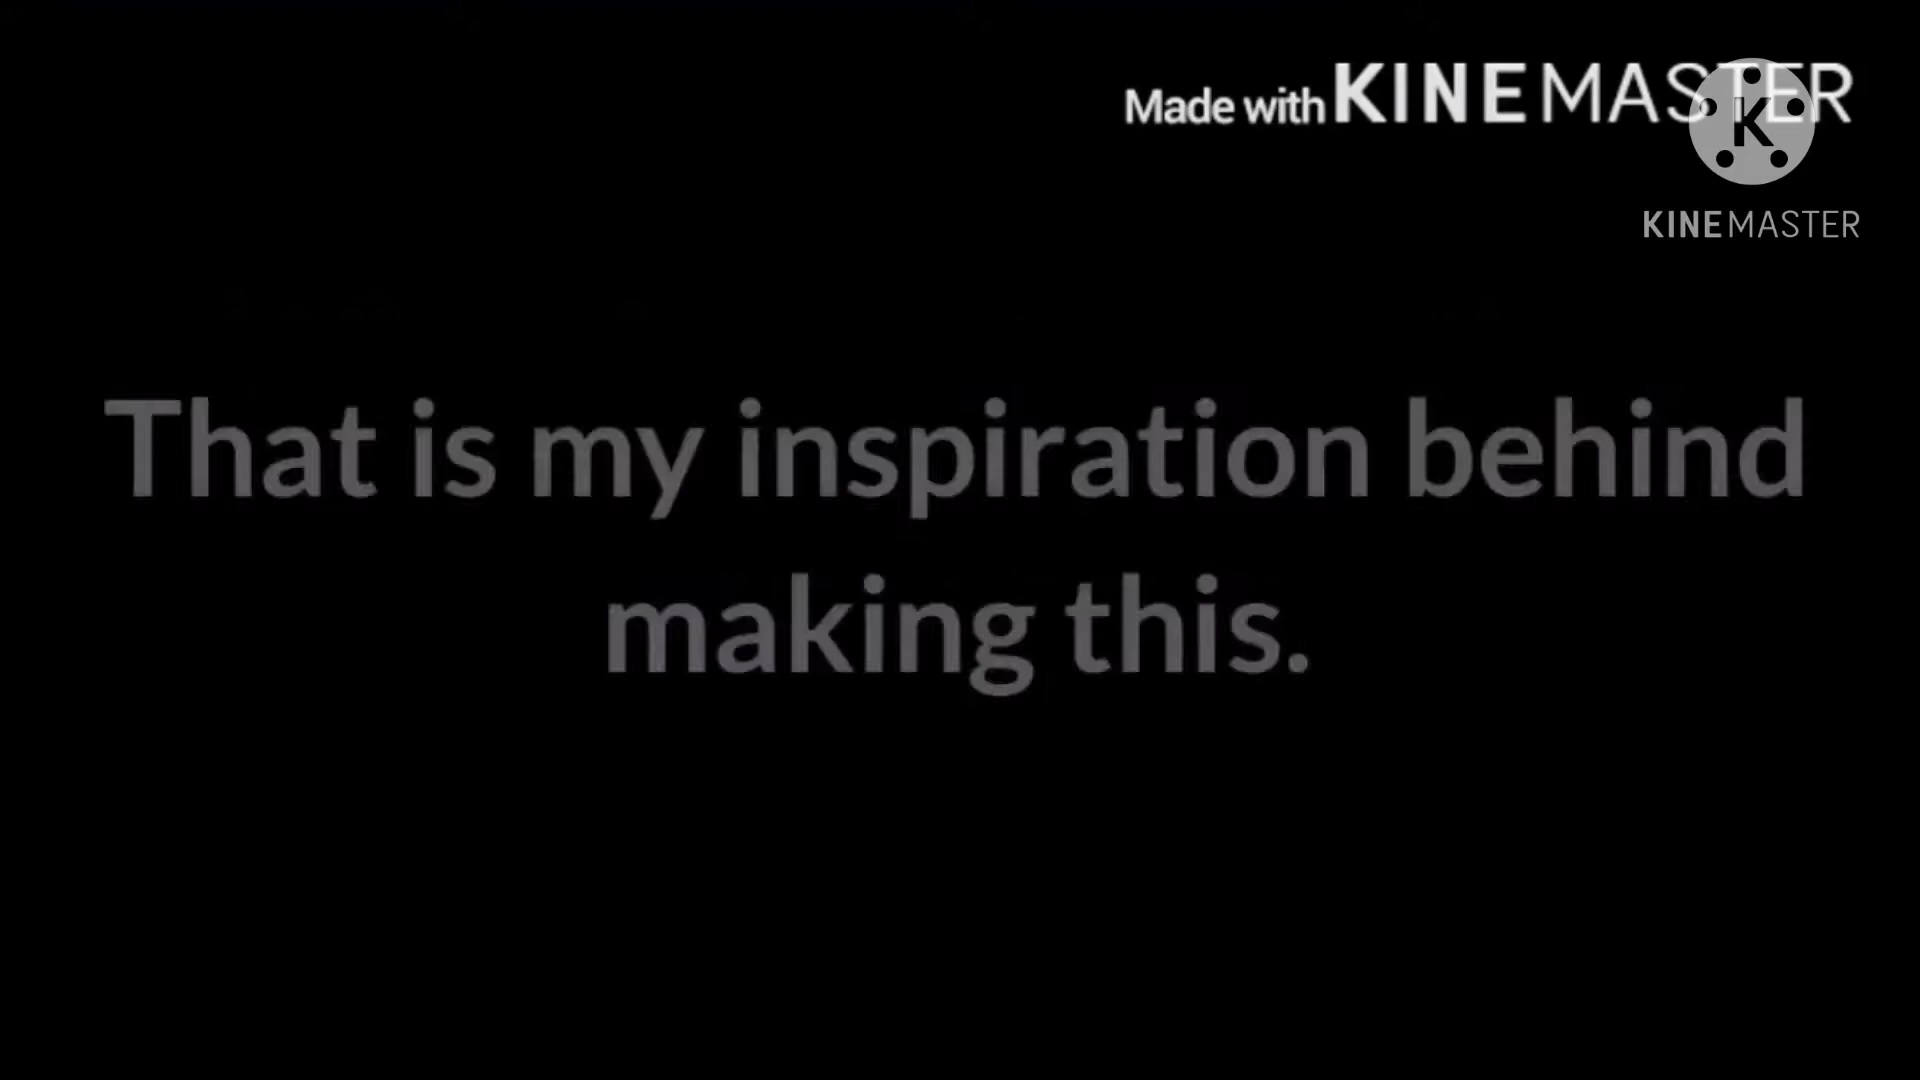 Made with KINEMASTER
K
KINEMASTER
That is my inspiration behind
making this.